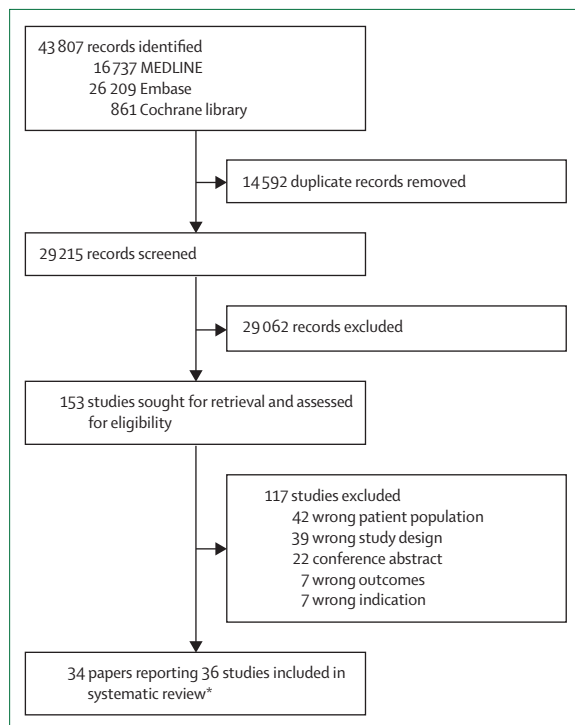 43 807 records identified
16 737 MEDLINE
26 209 Embase
861 Cochrane library
14 592 duplicate records removed
29 215 records screened
29 062 records excluded
153 studies sought for retrieval and assessed
for eligibility
117 studies excluded
42 wrong patient population
39 wrong study design
22 conference abstract
7 wrong outcomes
7 wrong indication
34 papers reporting 36 studies included in
systematic review*